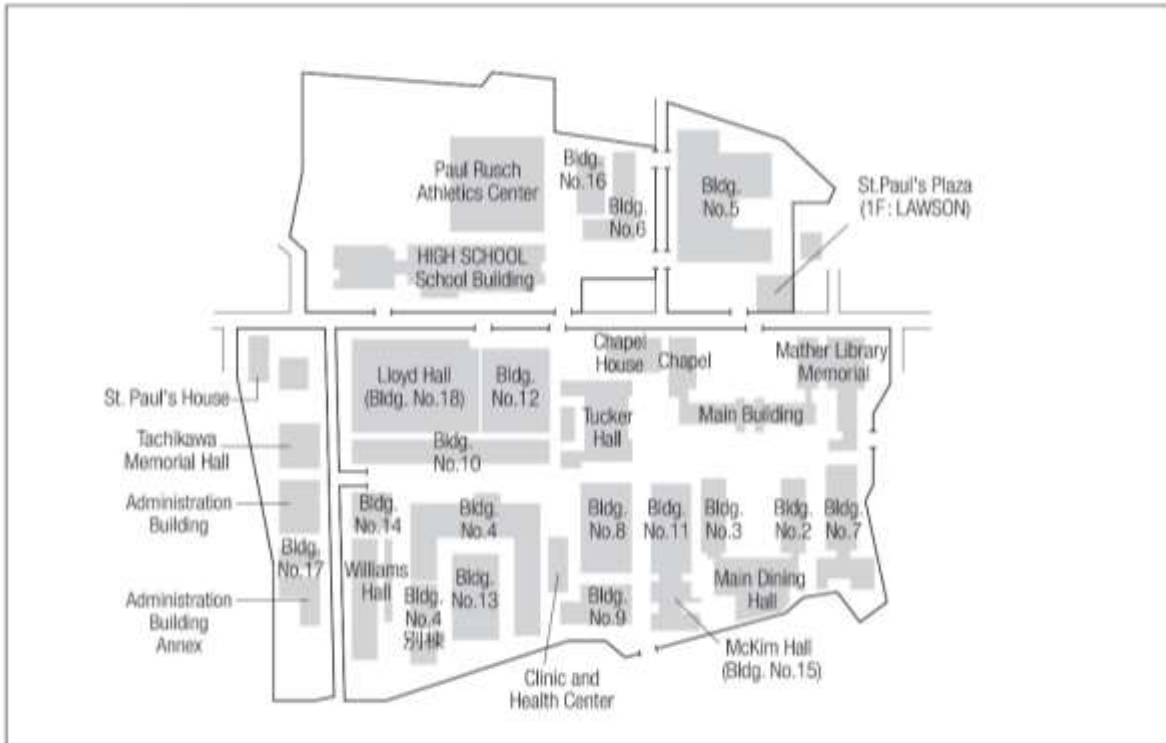 Paul Rusch
Athletics Center
Bldg.
No.16
Bldg.
No.6
Bldg.
No.5
St.Paul's Plaza
(1F: LAWSON)
HIGH SCHOOL
School Building
Chapel
House
Chapel
Mather Library
Memorial
Lloyd Hall
(Bldg. No.18)
Bldg.
No.12
St. Paul's House
Tucker
Hall
Main Building
Tachikawa
Memorial Hall
Bldg.
No.10
Administration
Building
Bldg.
No.14
Bldg.
No.4
Bldg.
No.8
Bldg.
No.11
Bldg.
No.3
Bldg.
No.2
Bldg.
No.7
Bldg.
No.17
Williams
Hall
Bldg.
No.13
Main Dining
Hall
Administration
Building
Annex
Bldg.
No.4
別棟
Bldg.
No.9
McKim Hall
(Bldg. No.15)
Clinic and
Health Center